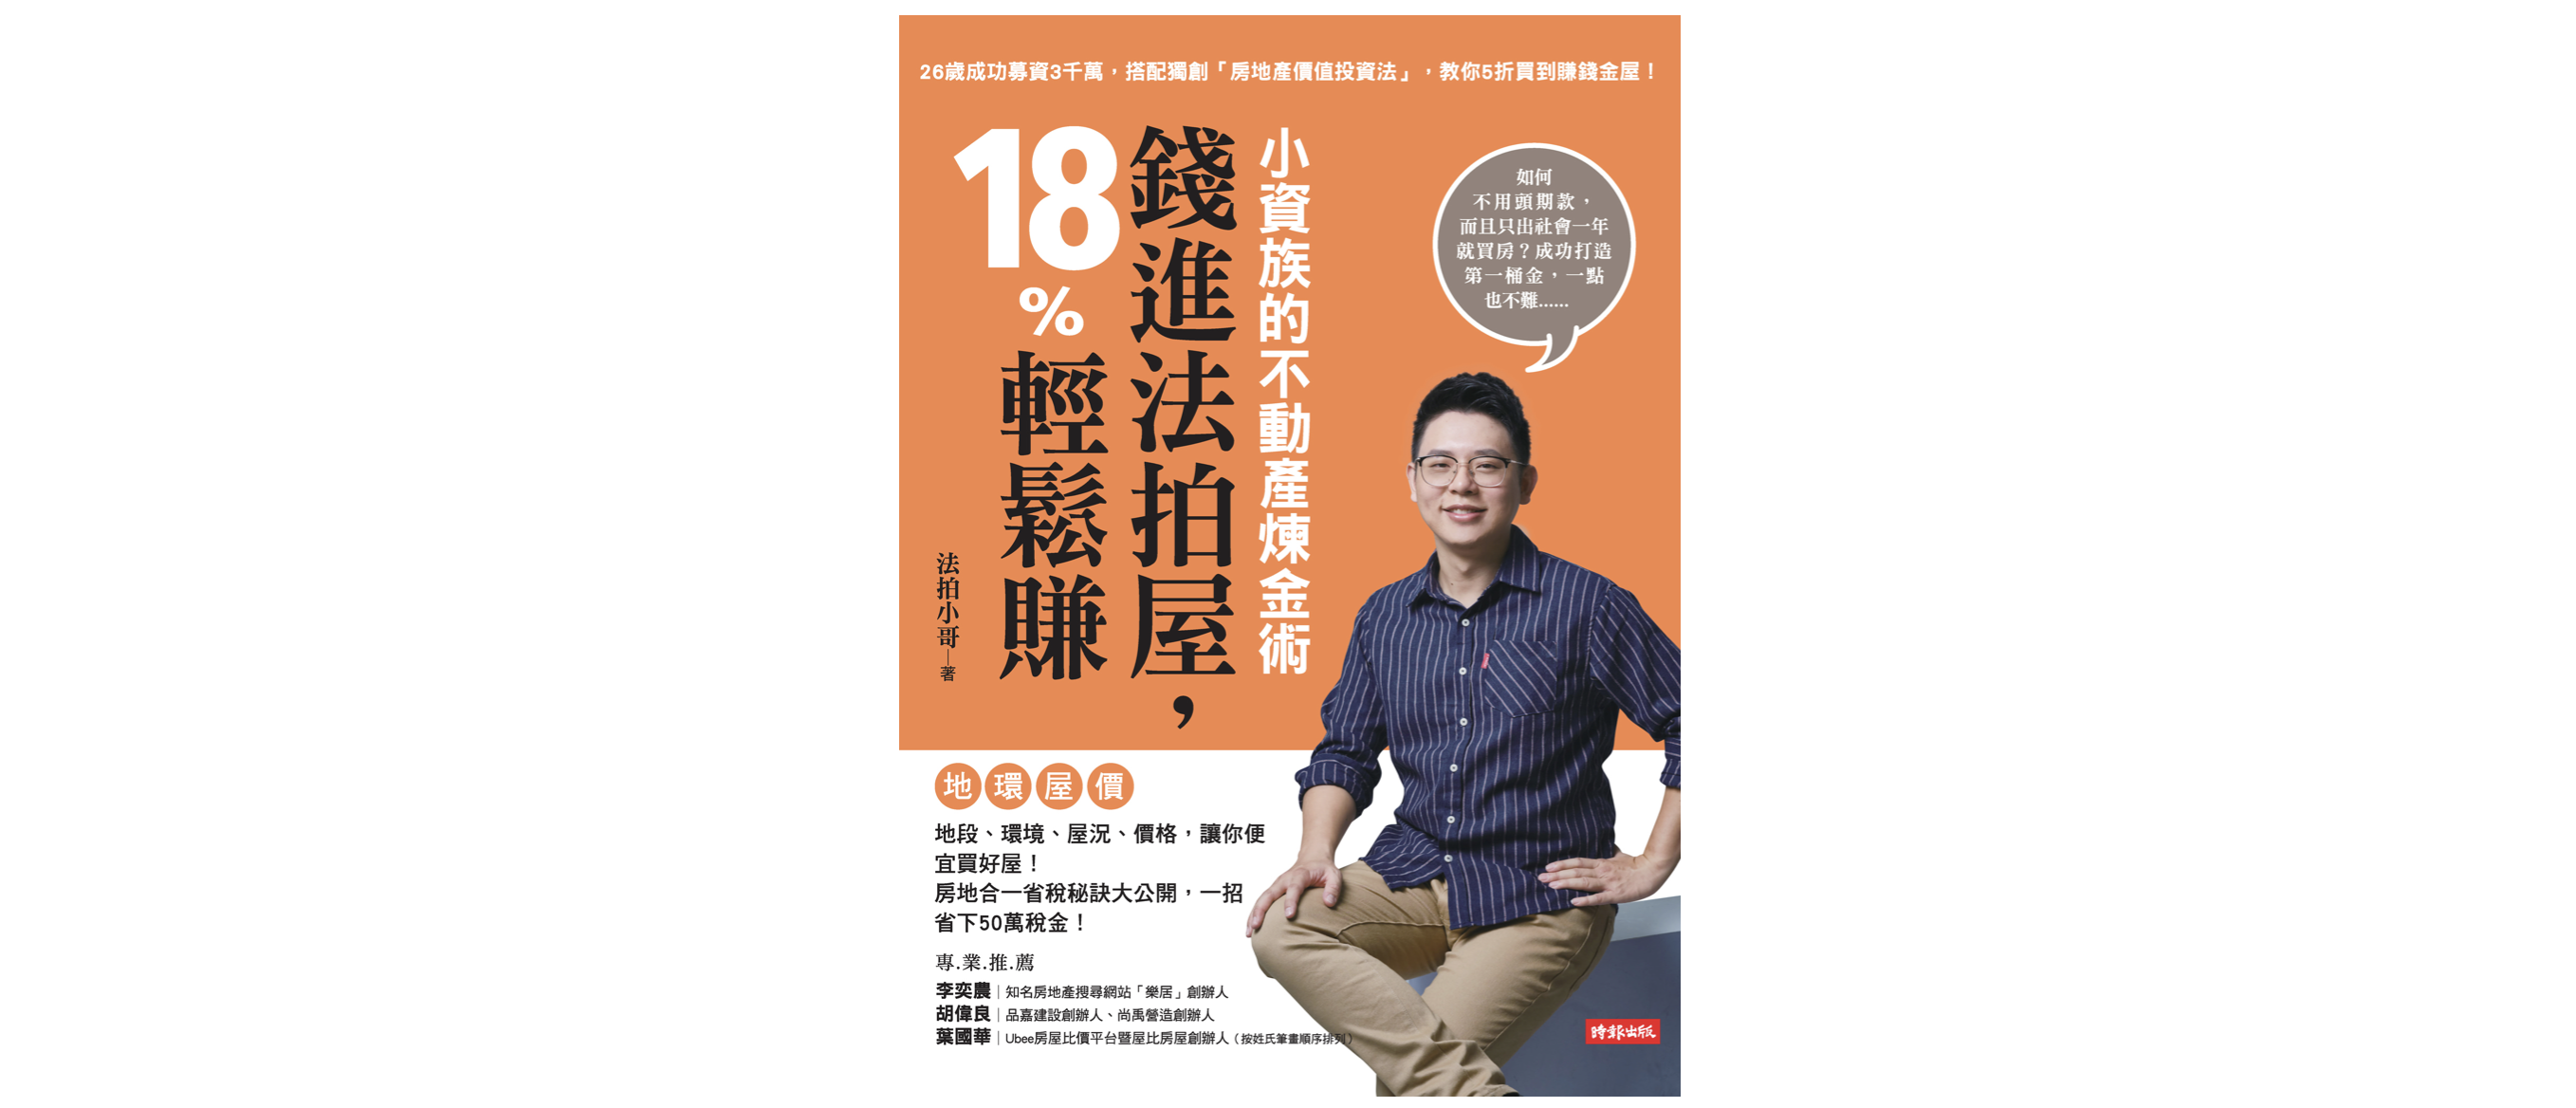 26歲成功募資3千萬，搭配獨創「房地產價值投資法」，教你5折買到賺錢金屋！
小資族的不動產煉金術
錢進法拍屋，
18%輕鬆賺
法拍小哥—著
如何
不用頭期款，
而且只出社會一年
就買房？成功打造
第一桶金，一點
也不難......
地環屋價
地段、環境、屋況、價格，讓你便
宜買好屋！
房地合一省稅秘訣大公開，一招
省下50萬稅金！
專.業.推.薦
李奕農｜知名房地產搜尋網站「樂居」創辦人
胡偉良｜品嘉建設創辦人、尚禹營造創辦人
葉國華｜Ubee房屋比價平台暨屋比房屋創辦人（按姓氏筆畫順序排列）
時報出版